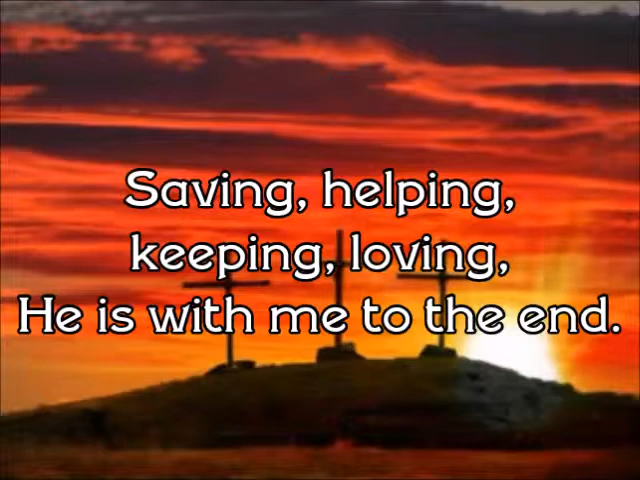 Saving, helping,
keeping, loving,
He is with me to the end.